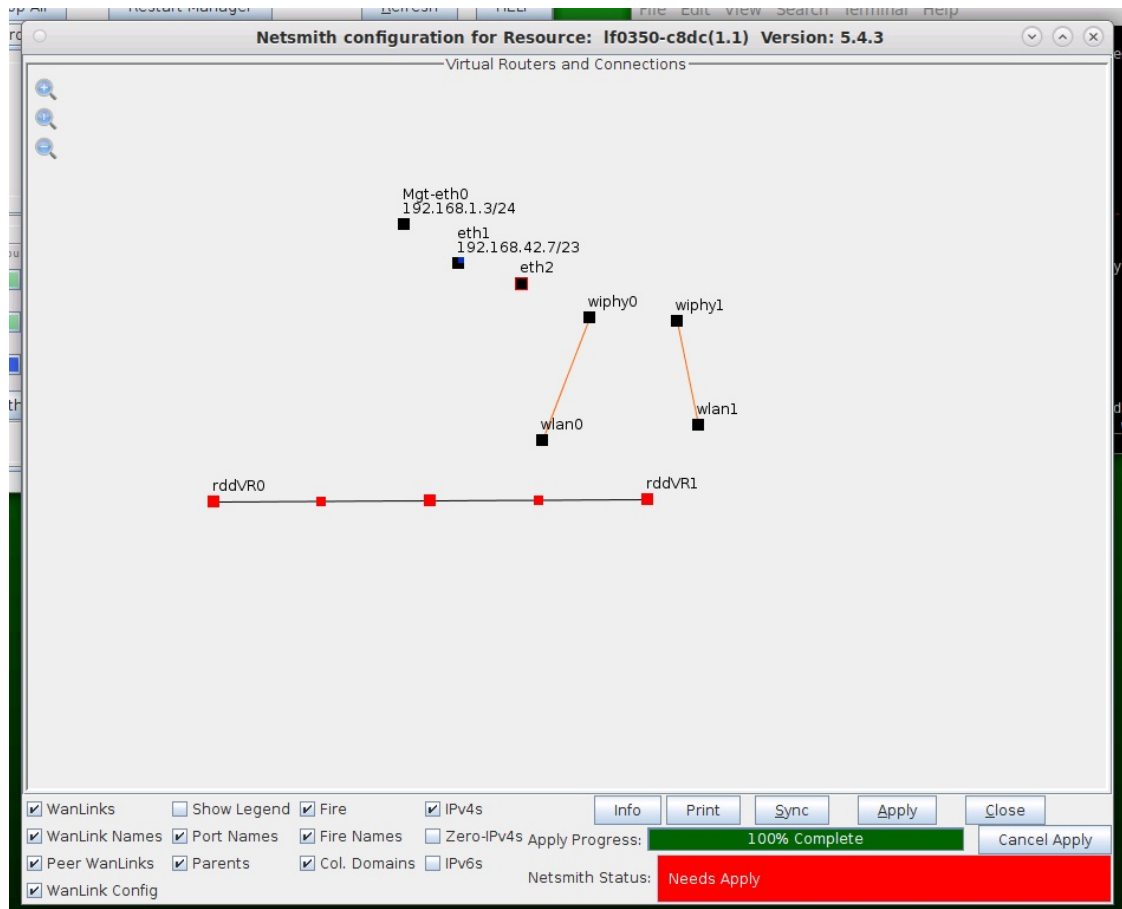 Restart Manager
Refresh
HELP
File Edit View Search Terminal Help
Netsmith configuration for Resource: lf0350-c8dc(1.1) Version: 5.4.3
Virtual Routers and Connections
Mgt-eth0
192.168.1.3/24
eth1
192.168.42.7/23
eth2
wiphy0
wiphy1
wlan1
wlan0
rddVR0
rddVR1
WanLinks
Show Legend
Fire
IPv4s
Info
Print
Sync
Apply
Close
WanLink Names
Port Names
Fire Names
Zero-IPv4s
Apply Progress:
100% Complete
Cancel Apply
Peer WanLinks
Parents
Col. Domains
IPv6s
Netsmith Status:
Needs Apply
WanLink Config